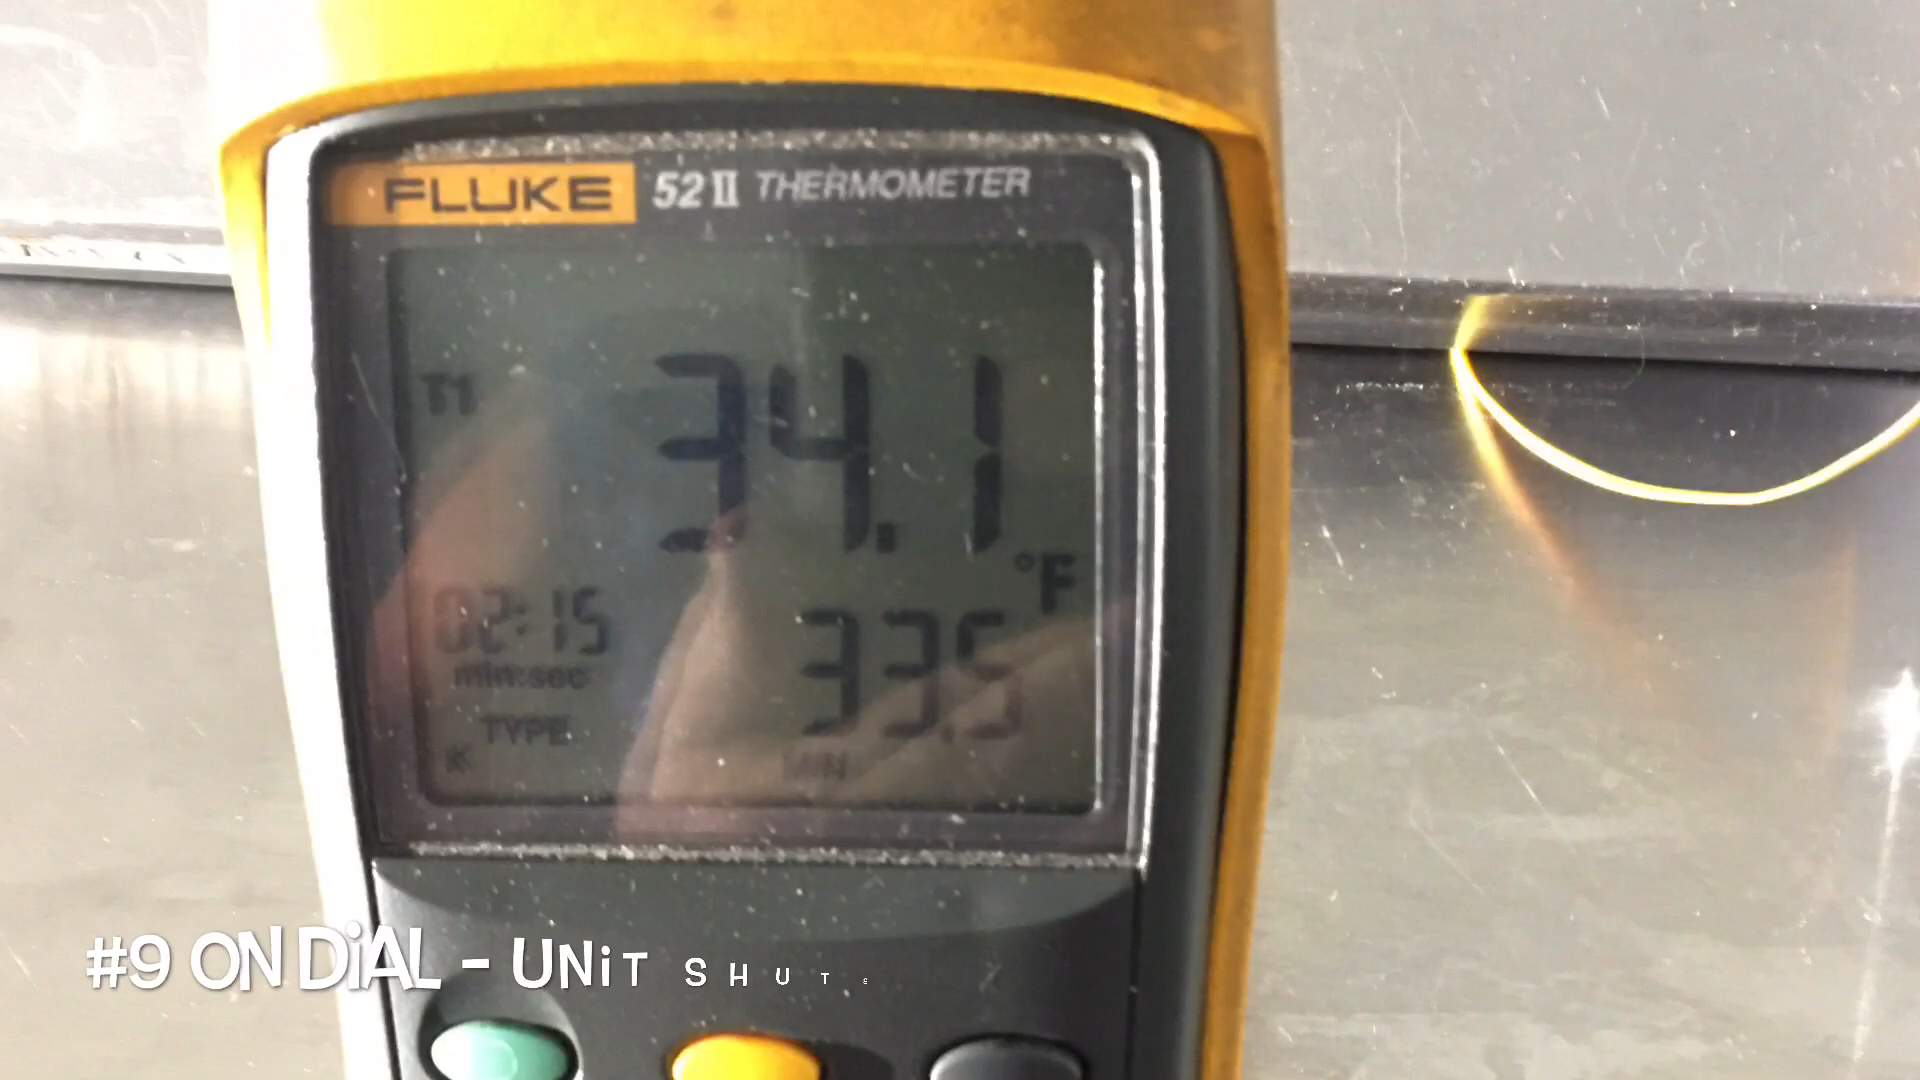 FLUKE 52 II THERMOMETER
T1 34.1
°F
02:15 33.5
min:sec
TYPE
K MIN
#9 ON DiAL - UNiT SHUT